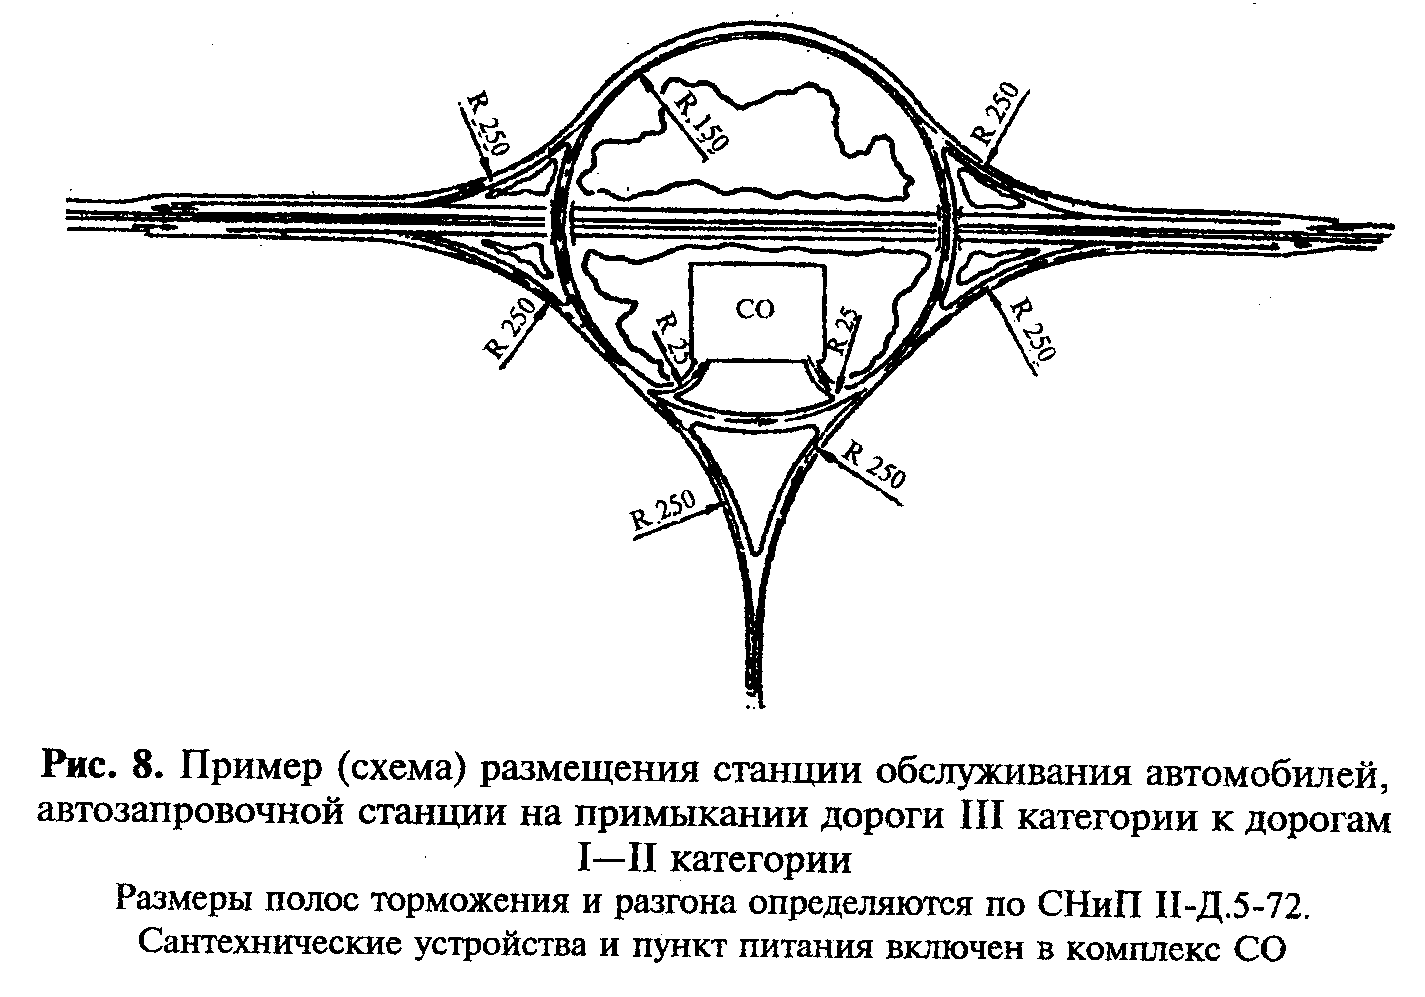 R 250
R 150
R 250
СО
R 25
R 25
R 250
R 250
R 250
R 250
Рис. 8. Пример (схема) размещения станции обслуживания автомобилей,
автозапровочной станции на примыкании дороги III категории к дорогам
I—II категории
Размеры полос торможения и разгона определяются по СНиП II-Д.5-72.
Сантехнические устройства и пункт питания включен в комплекс СО